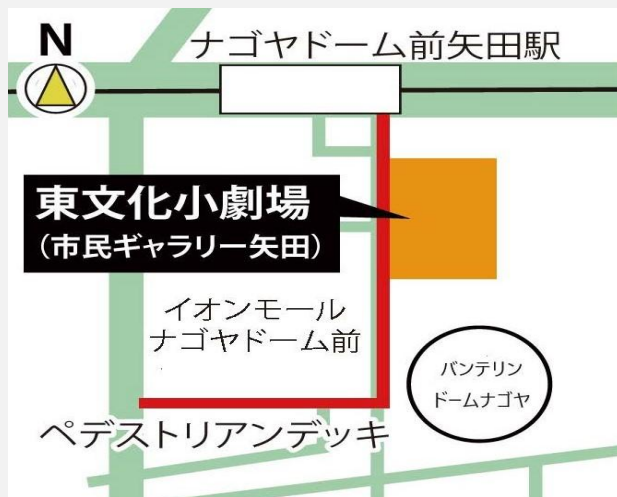 N
ナゴヤドーム前矢田駅
東文化小劇場
(市民ギャラリー矢田)
イオンモール
ナゴヤドーム前
バンテリン
ドームナゴヤ
ペデストリアンデッキ